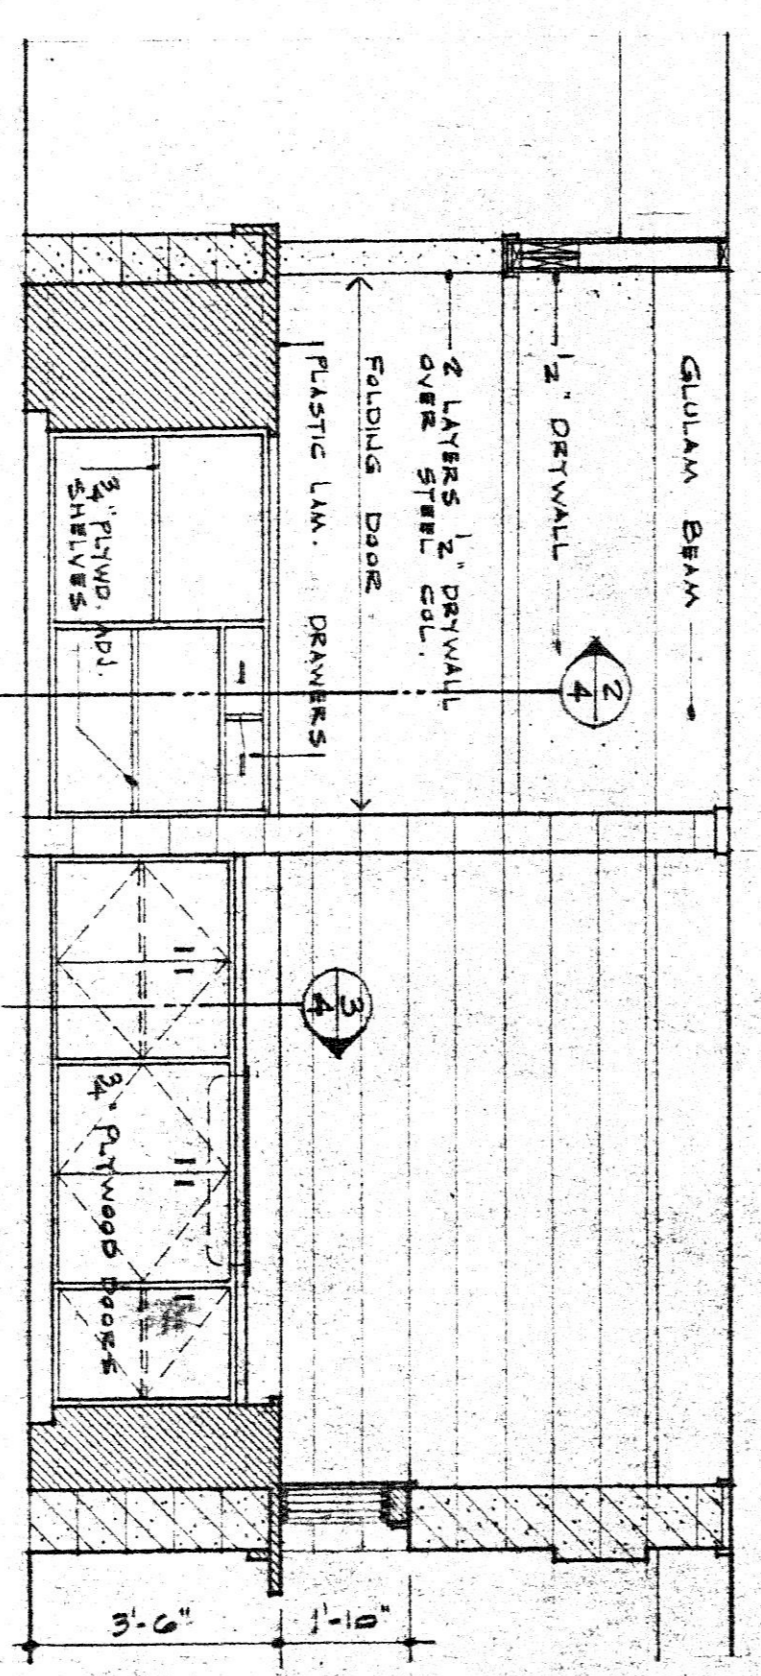 GLULAM BEAM
½" DRYWALL
2 LAYERS ½" DRYWALL
OVER STEEL COL.
FOLDING DOOR
PLASTIC LAM.
DRAWERS
¾" PLYWD. ADJ.
SHELVES
2
4
3
4
¾" PLYWOOD DOORS
3'-6"
1'-10"